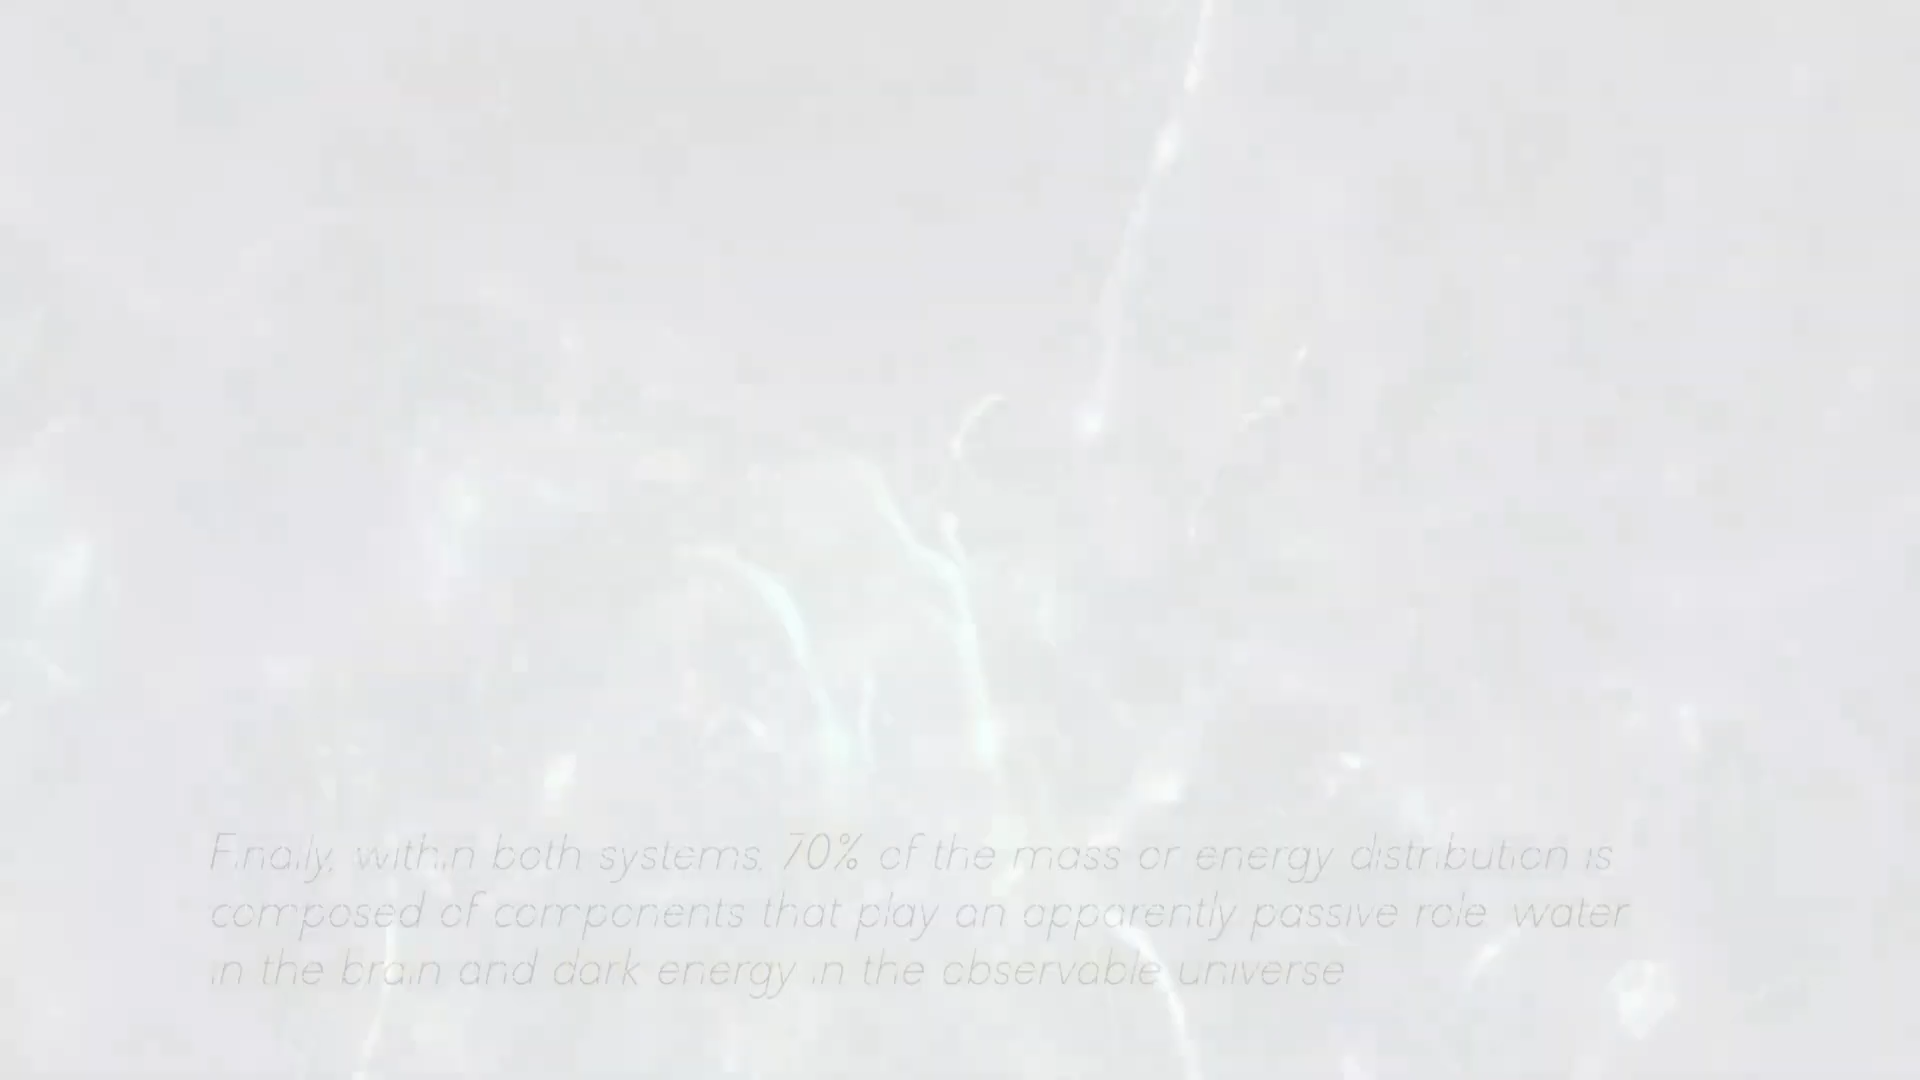 Finally, within both systems, 70% of the mass or energy distribution is
composed of components that play an apparently passive role water
in the brain and dark energy in the observable universe